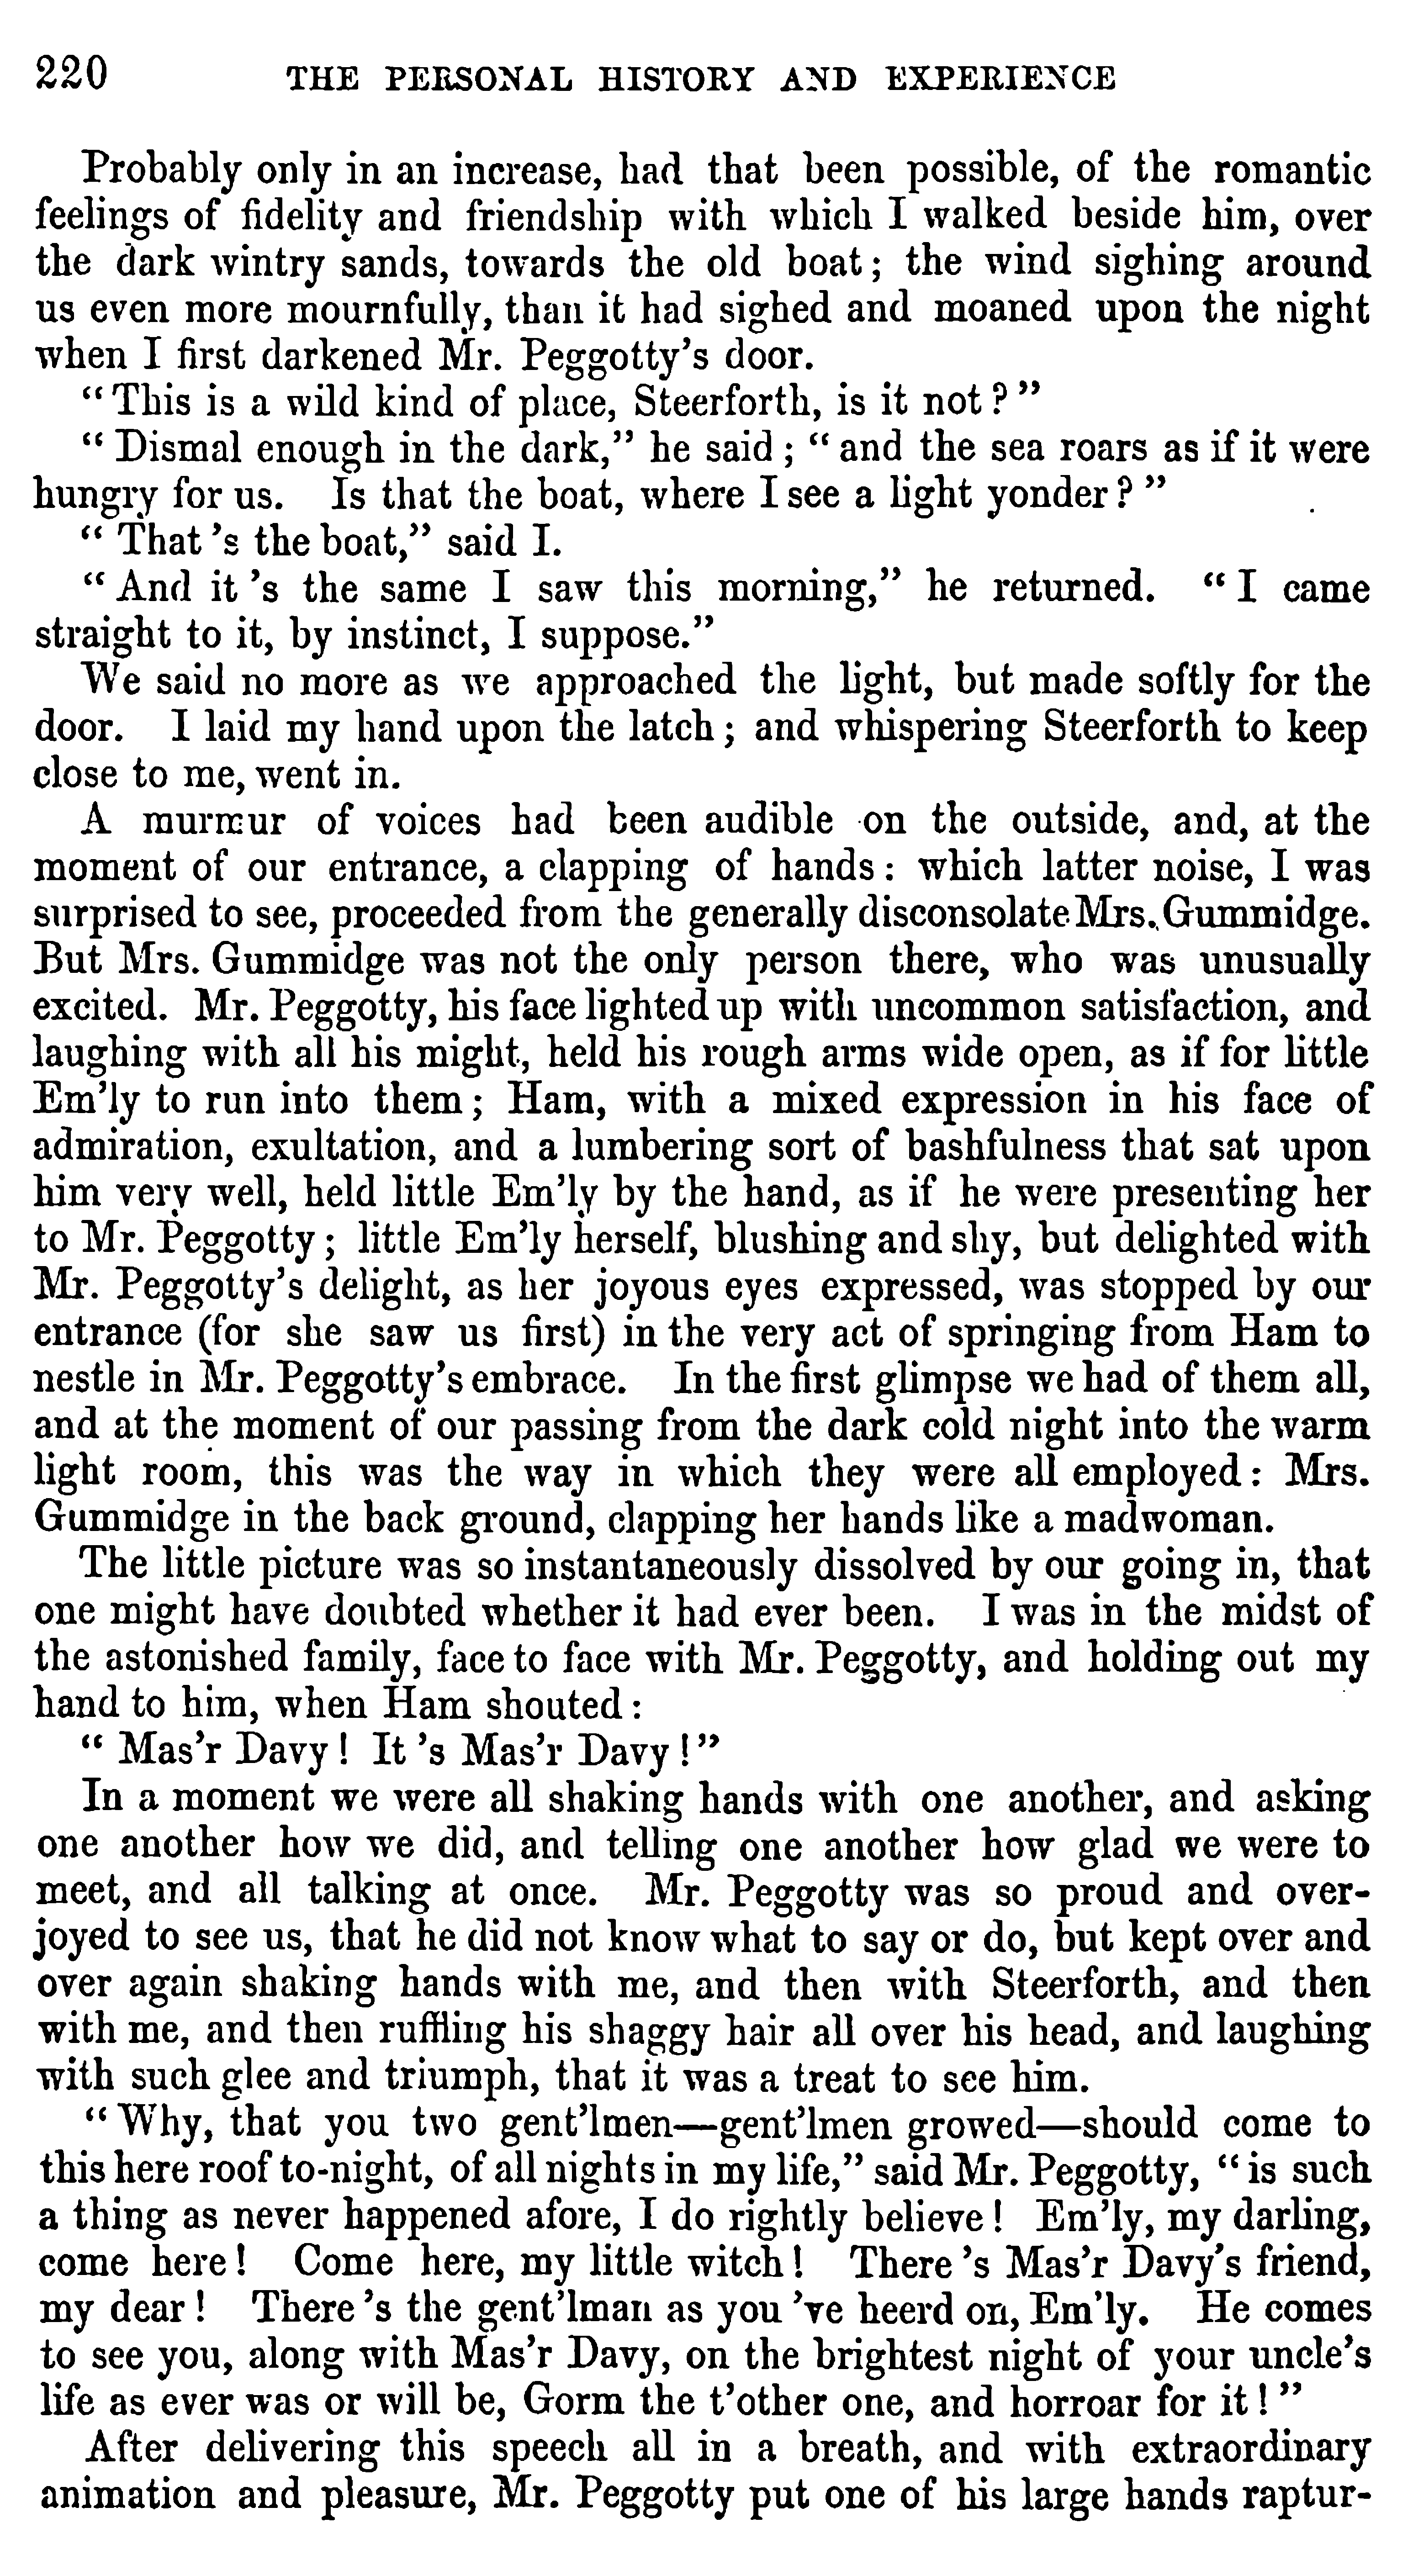 220 THE PERSONAL HISTORY AND EXPERIENCE
Probably only in an increase, had that been possible, of the romantic
feelings of fidelity and friendship with which I walked beside him, over
the dark wintry sands, towards the old boat; the wind sighing around
us even more mournfully, than it had sighed and moaned upon the night
when I first darkened Mr. Peggotty's door.
"This is a wild kind of place, Steerforth, is it not?"
"Dismal enough in the dark," he said; "and the sea roars as if it were
hungry for us. Is that the boat, where I see a light yonder?"
"That 's the boat," said I.
"And it 's the same I saw this morning," he returned. "I came
straight to it, by instinct, I suppose."
We said no more as we approached the light, but made softly for the
door. I laid my hand upon the latch; and whispering Steerforth to keep
close to me, went in.
A murmur of voices had been audible on the outside, and, at the
moment of our entrance, a clapping of hands: which latter noise, I was
surprised to see, proceeded from the generally disconsolate Mrs. Gummidge.
But Mrs. Gummidge was not the only person there, who was unusually
excited. Mr. Peggotty, his face lighted up with uncommon satisfaction, and
laughing with all his might, held his rough arms wide open, as if for little
Em'ly to run into them; Ham, with a mixed expression in his face of
admiration, exultation, and a lumbering sort of bashfulness that sat upon
him very well, held little Em'ly by the hand, as if he were presenting her
to Mr. Peggotty; little Em'ly herself, blushing and shy, but delighted with
Mr. Peggotty's delight, as her joyous eyes expressed, was stopped by our
entrance (for she saw us first) in the very act of springing from Ham to
nestle in Mr. Peggotty's embrace. In the first glimpse we had of them all,
and at the moment of our passing from the dark cold night into the warm
light room, this was the way in which they were all employed: Mrs.
Gummidge in the back ground, clapping her hands like a madwoman.
The little picture was so instantaneously dissolved by our going in, that
one might have doubted whether it had ever been. I was in the midst of
the astonished family, face to face with Mr. Peggotty, and holding out my
hand to him, when Ham shouted:
"Mas'r Davy! It 's Mas'r Davy!"
In a moment we were all shaking hands with one another, and asking
one another how we did, and telling one another how glad we were to
meet, and all talking at once. Mr. Peggotty was so proud and over-
joyed to see us, that he did not know what to say or do, but kept over and
over again shaking hands with me, and then with Steerforth, and then
with me, and then ruffling his shaggy hair all over his head, and laughing
with such glee and triumph, that it was a treat to see him.
"Why, that you two gent'lmen—gent'lmen growed—should come to
this here roof to-night, of all nights in my life," said Mr. Peggotty, "is such
a thing as never happened afore, I do rightly believe! Em'ly, my darling,
come here! Come here, my little witch! There 's Mas'r Davy's friend,
my dear! There 's the gent'lman as you 've heerd on, Em'ly. He comes
to see you, along with Mas'r Davy, on the brightest night of your uncle's
life as ever was or will be, Gorm the t'other one, and horroar for it!"
After delivering this speech all in a breath, and with extraordinary
animation and pleasure, Mr. Peggotty put one of his large hands raptur-